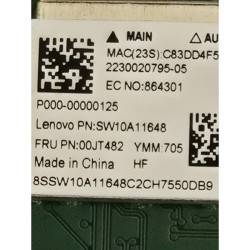 ▲ MAIN △ AU
MAC(23S):C83DD4F5
2230020795-05
EC NO:864301
P000-00000125
Lenovo PN:SW10A11648
FRU PN:00JT482 YMM:705
Made in China HF
8SSW10A11648C2CH7550DB9